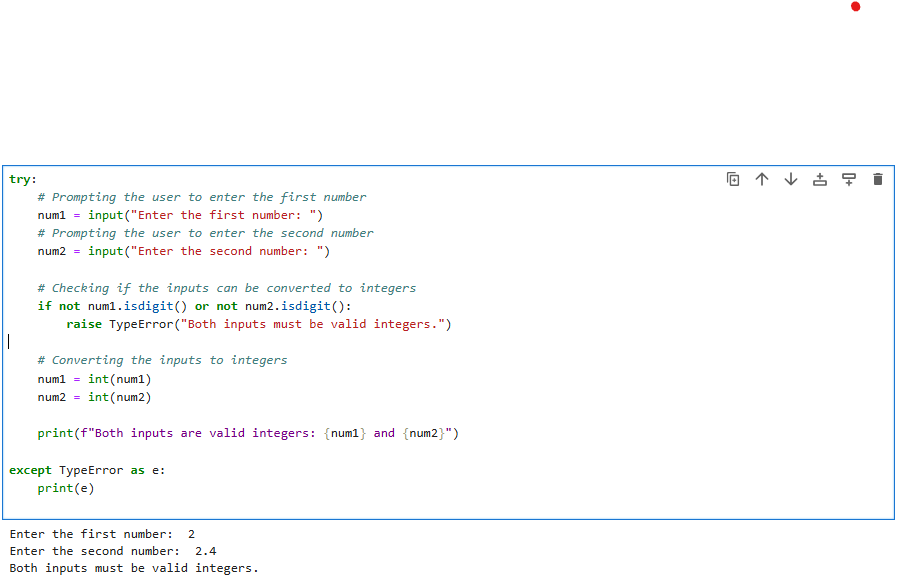 try:
    # Prompting the user to enter the first number
    num1 = input("Enter the first number: ")
    # Prompting the user to enter the second number
    num2 = input("Enter the second number: ")

    # Checking if the inputs can be converted to integers
    if not num1.isdigit() or not num2.isdigit():
        raise TypeError("Both inputs must be valid integers.")

    # Converting the inputs to integers
    num1 = int(num1)
    num2 = int(num2)

    print(f"Both inputs are valid integers: {num1} and {num2}")

except TypeError as e:
    print(e)

Enter the first number:  2
Enter the second number:  2.4
Both inputs must be valid integers.